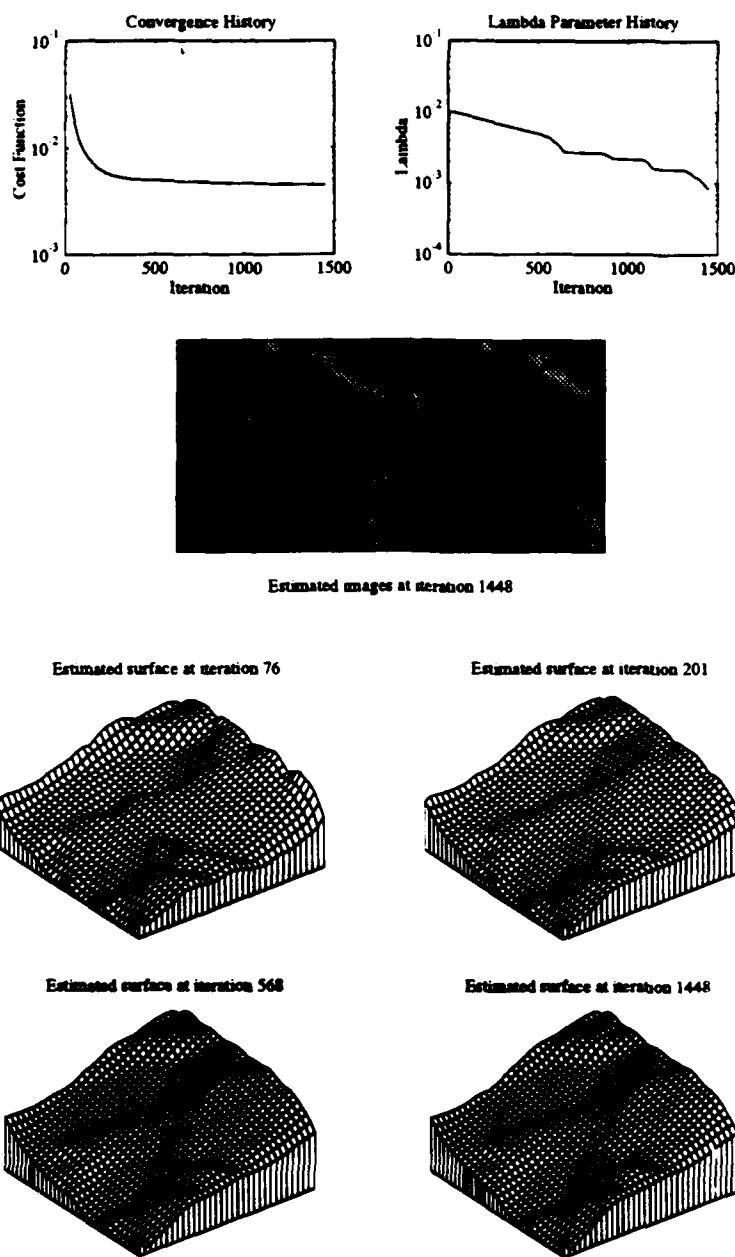 Convergence History
Lambda Parameter History
10-1
10-2
10-3
Cost Function
0 500 1000 1500
Iteration
10-1
10-2
10-3
10-4
Lambda
0 500 1000 1500
Iteration
Estimated images at iteration 1448
Estimated surface at iteration 76
Estimated surface at iteration 201
Estimated surface at iteration 568
Estimated surface at iteration 1448